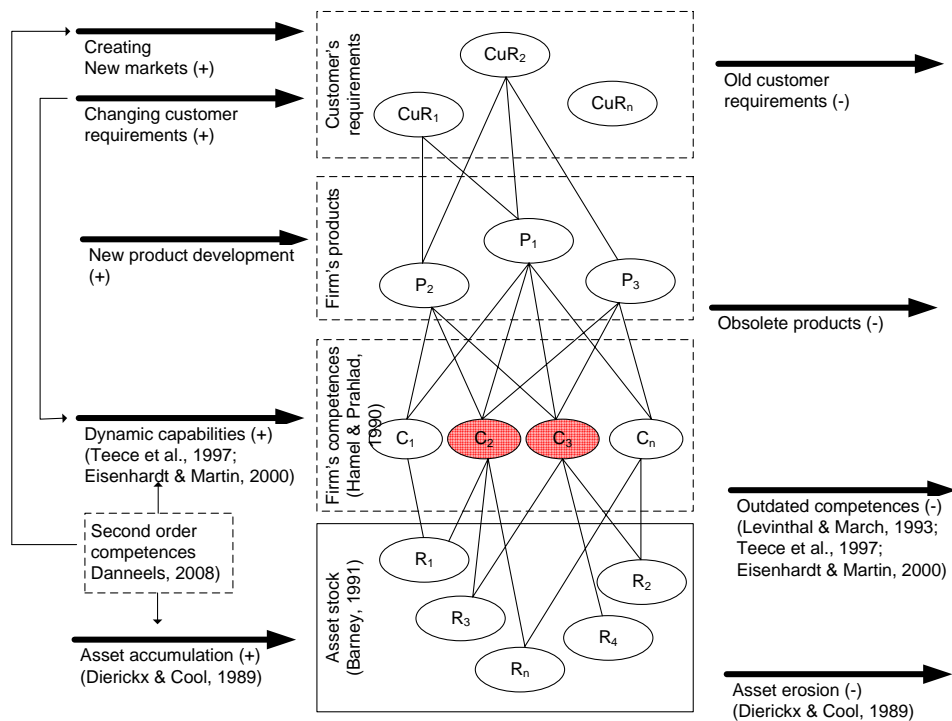 Creating
New markets (+)
Changing customer
requirements (+)
Customer's
requirements
CuR2
CuR1
CuRn
Old customer
requirements (-)
New product development
(+)
Firm's products
P1
P2
P3
Obsolete products (-)
Dynamic capabilities (+)
(Teece et al., 1997;
Eisenhardt & Martin, 2000)
Firm's competences
(Hamel & Prahlad,
1990)
C1
C2
C3
Cn
Outdated competences (-)
(Levinthal & March, 1993;
Teece et al., 1997;
Eisenhardt & Martin, 2000)
Second order
competences
Danneels, 2008)
Asset accumulation (+)
(Dierickx & Cool, 1989)
Asset stock
(Barney, 1991)
R1
R2
R3
R4
Rn
Asset erosion (-)
(Dierickx & Cool, 1989)